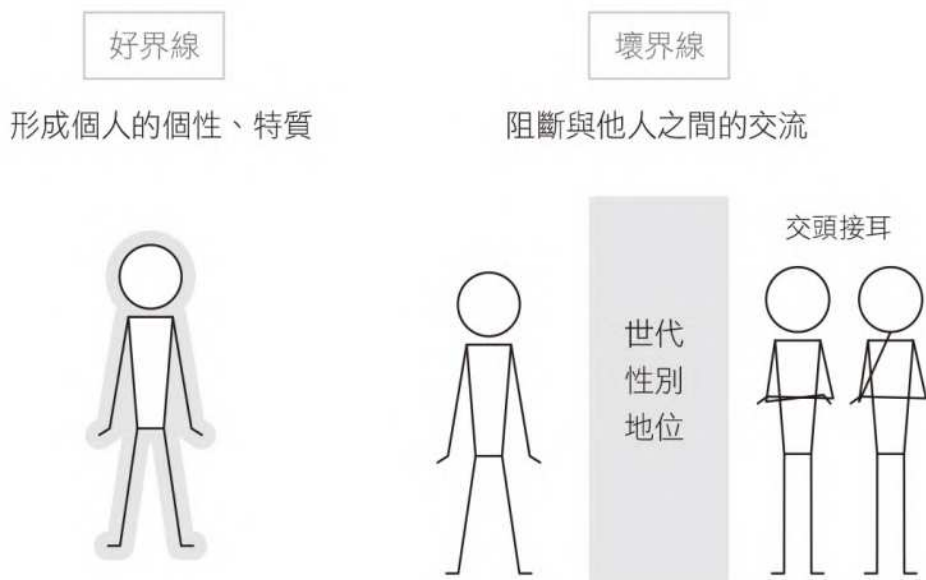 好界線
形成個人的個性、特質
壞界線
阻斷與他人之間的交流
交頭接耳
世代
性別
地位